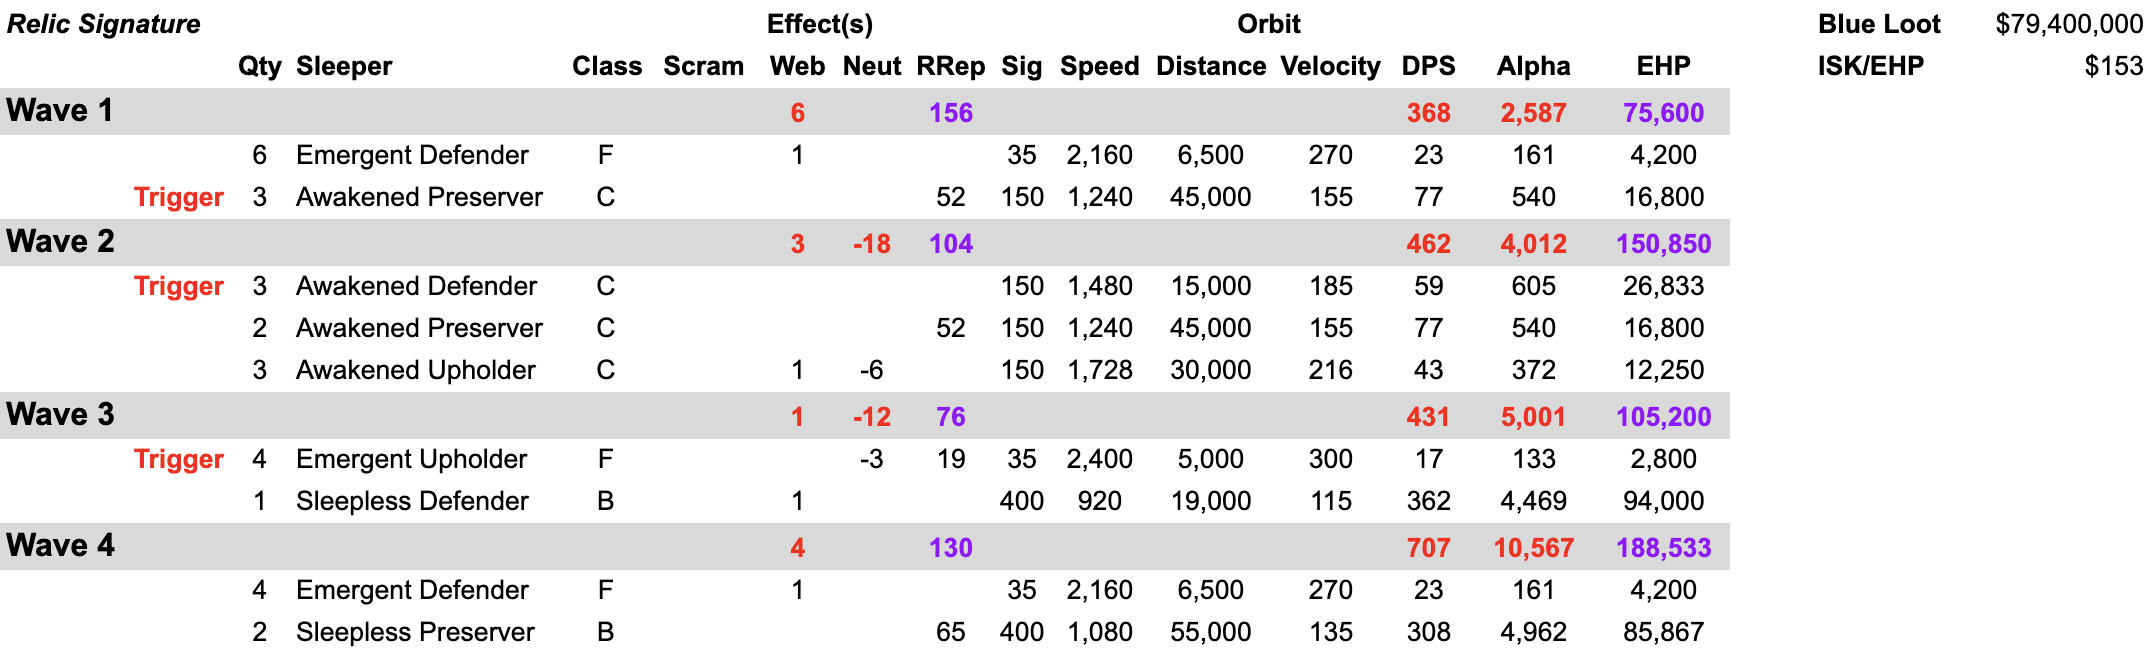 Relic Signature Effect(s) Orbit Blue Loot $79,400,000
Qty Sleeper Class Scram Web Neut RRep Sig Speed Distance Velocity DPS Alpha EHP ISK/EHP $153
Wave 1 6 156 368 2,587 75,600
6 Emergent Defender F 1 35 2,160 6,500 270 23 161 4,200
Trigger 3 Awakened Preserver C 52 150 1,240 45,000 155 77 540 16,800
Wave 2 3 -18 104 462 4,012 150,850
Trigger 3 Awakened Defender C 150 1,480 15,000 185 59 605 26,833
2 Awakened Preserver C 52 150 1,240 45,000 155 77 540 16,800
3 Awakened Upholder C 1 -6 150 1,728 30,000 216 43 372 12,250
Wave 3 1 -12 76 431 5,001 105,200
Trigger 4 Emergent Upholder F -3 19 35 2,400 5,000 300 17 133 2,800
1 Sleepless Defender B 1 400 920 19,000 115 362 4,469 94,000
Wave 4 4 130 707 10,567 188,533
4 Emergent Defender F 1 35 2,160 6,500 270 23 161 4,200
2 Sleepless Preserver B 65 400 1,080 55,000 135 308 4,962 85,867